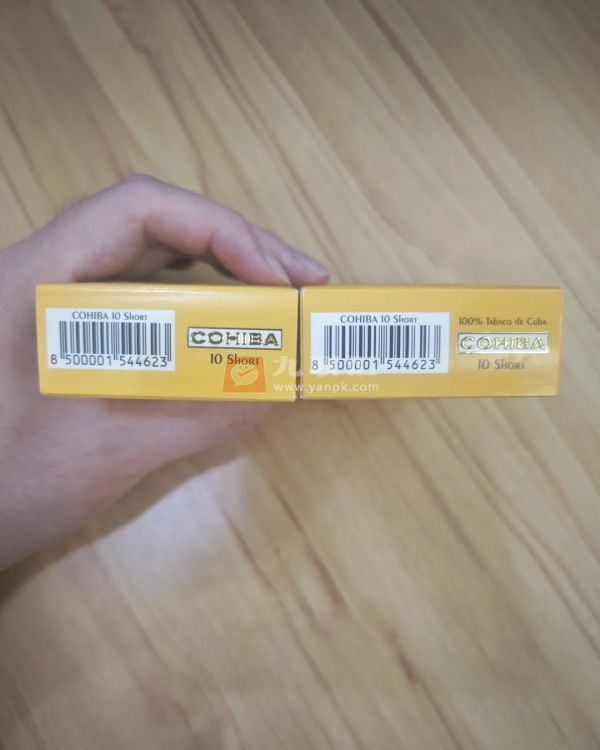 COHIBA 10 Short
8 500001 544623
COHIBA
10 Short
COHIBA 10 Short
8 500001 544623
100% Tabaco de Cuba
COHIBA
10 Short
www.yanpk.com